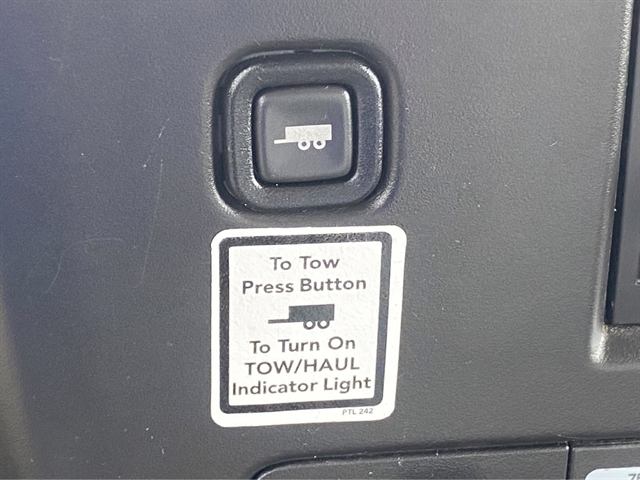 To Tow
Press Button
To Turn On
TOW/HAUL
Indicator Light
PTL 242